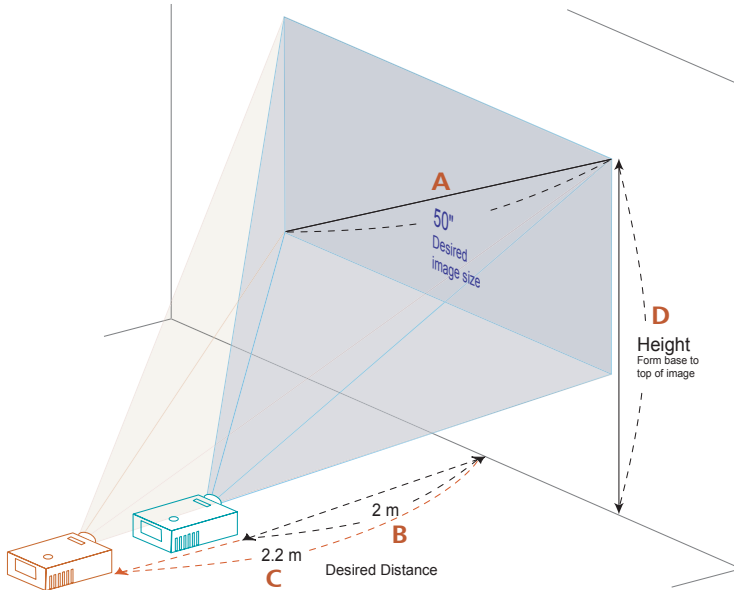 A
50"
Desired
image size
D
Height
Form base to
top of image
2 m
B
2.2 m
C
Desired Distance